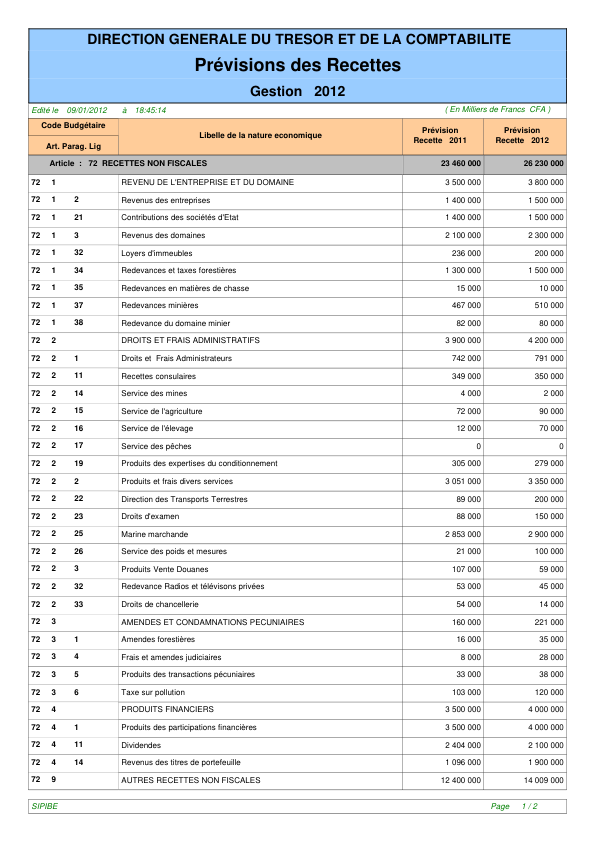 DIRECTION GENERALE DU TRESOR ET DE LA COMPTABILITE
Prévisions des Recettes
Gestion 2012
Edité le 09/01/2012 à 18:45:14 ( En Milliers de Francs CFA )
Code Budgétaire
Art. Parag. Lig
Libelle de la nature economique
Prévision
Recette 2011
Prévision
Recette 2012
Article : 72 RECETTES NON FISCALES 23 460 000 26 230 000
72 1 REVENU DE L'ENTREPRISE ET DU DOMAINE 3 500 000 3 800 000
72 1 2 Revenus des entreprises 1 400 000 1 500 000
72 1 21 Contributions des sociétés d'Etat 1 400 000 1 500 000
72 1 3 Revenus des domaines 2 100 000 2 300 000
72 1 32 Loyers d'immeubles 236 000 200 000
72 1 34 Redevances et taxes forestières 1 300 000 1 500 000
72 1 35 Redevances en matières de chasse 15 000 10 000
72 1 37 Redevances minières 467 000 510 000
72 1 38 Redevance du domaine minier 82 000 80 000
72 2 DROITS ET FRAIS ADMINISTRATIFS 3 900 000 4 200 000
72 2 1 Droits et Frais Administrateurs 742 000 791 000
72 2 11 Recettes consulaires 349 000 350 000
72 2 14 Service des mines 4 000 2 000
72 2 15 Service de l'agriculture 72 000 90 000
72 2 16 Service de l'élevage 12 000 70 000
72 2 17 Service des pêches 0 0
72 2 19 Produits des expertises du conditionnement 305 000 279 000
72 2 2 Produits et frais divers services 3 051 000 3 350 000
72 2 22 Direction des Transports Terrestres 89 000 200 000
72 2 23 Droits d'examen 88 000 150 000
72 2 25 Marine marchande 2 853 000 2 900 000
72 2 26 Service des poids et mesures 21 000 100 000
72 2 3 Produits Vente Douanes 107 000 59 000
72 2 32 Redevance Radios et télévisons privées 53 000 45 000
72 2 33 Droits de chancellerie 54 000 14 000
72 3 AMENDES ET CONDAMNATIONS PECUNIAIRES 160 000 221 000
72 3 1 Amendes forestières 16 000 35 000
72 3 4 Frais et amendes judiciaires 8 000 28 000
72 3 5 Produits des transactions pécuniaires 33 000 38 000
72 3 6 Taxe sur pollution 103 000 120 000
72 4 PRODUITS FINANCIERS 3 500 000 4 000 000
72 4 1 Produits des participations financières 3 500 000 4 000 000
72 4 11 Dividendes 2 404 000 2 100 000
72 4 14 Revenus des titres de portefeuille 1 096 000 1 900 000
72 9 AUTRES RECETTES NON FISCALES 12 400 000 14 009 000
SIPIBE Page 1 / 2